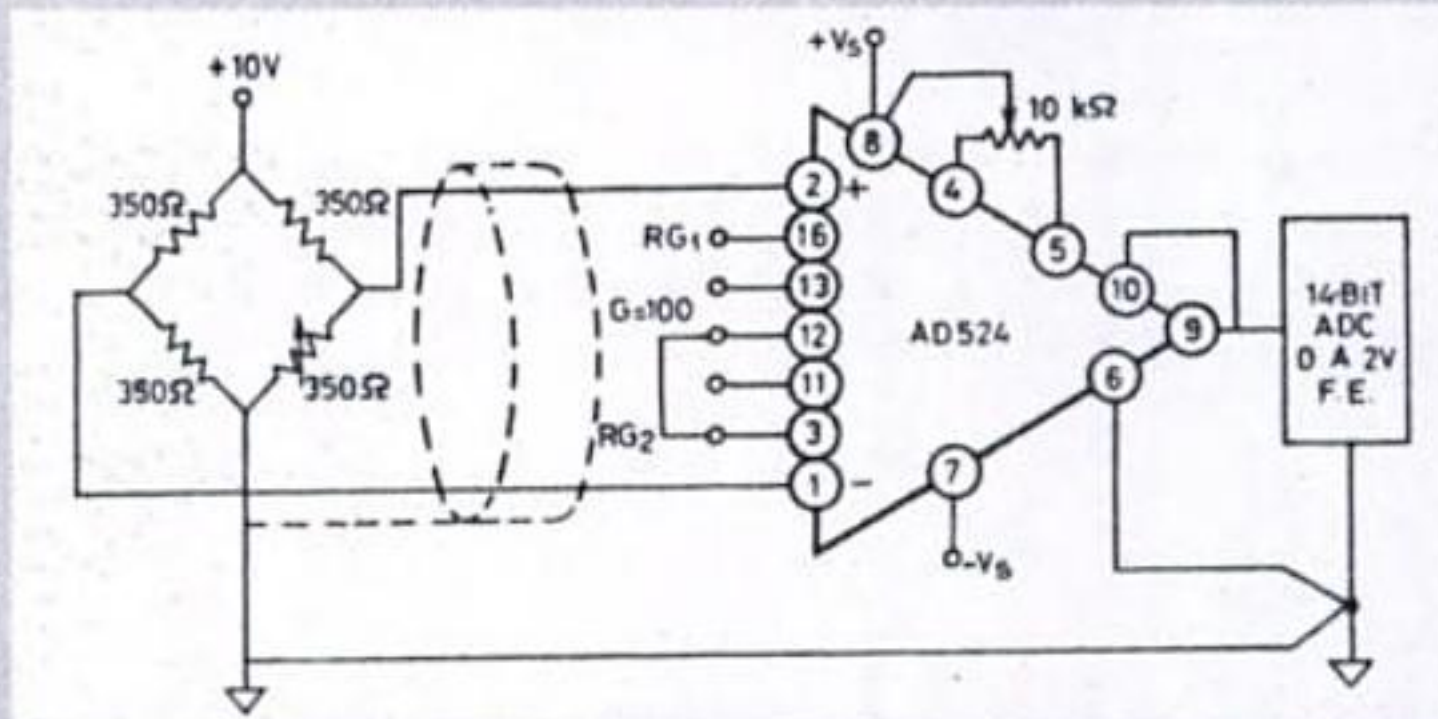 +10V
350Ω
350Ω
350Ω
350Ω
+Vs
10 kΩ
8
4
5
10
9
6
7
-Vs
2
+
16
RG1
13
G=100
12
11
RG2
3
1
-
AD524
14-BIT
ADC
0 A 2V
F.E.